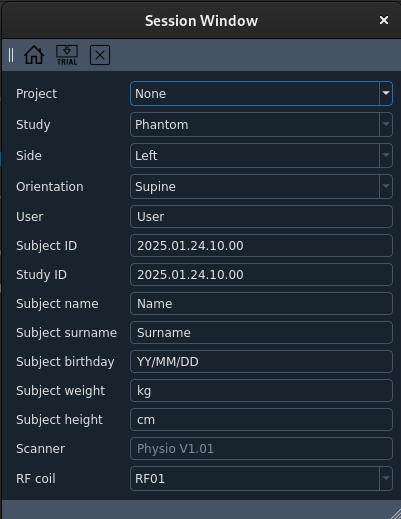 Session Window
TRIAL
Project None
Study Phantom
Side Left
Orientation Supine
User User
Subject ID 2025.01.24.10.00
Study ID 2025.01.24.10.00
Subject name Name
Subject surname Surname
Subject birthday YY/MM/DD
Subject weight kg
Subject height cm
Scanner Physio V1.01
RF coil RF01